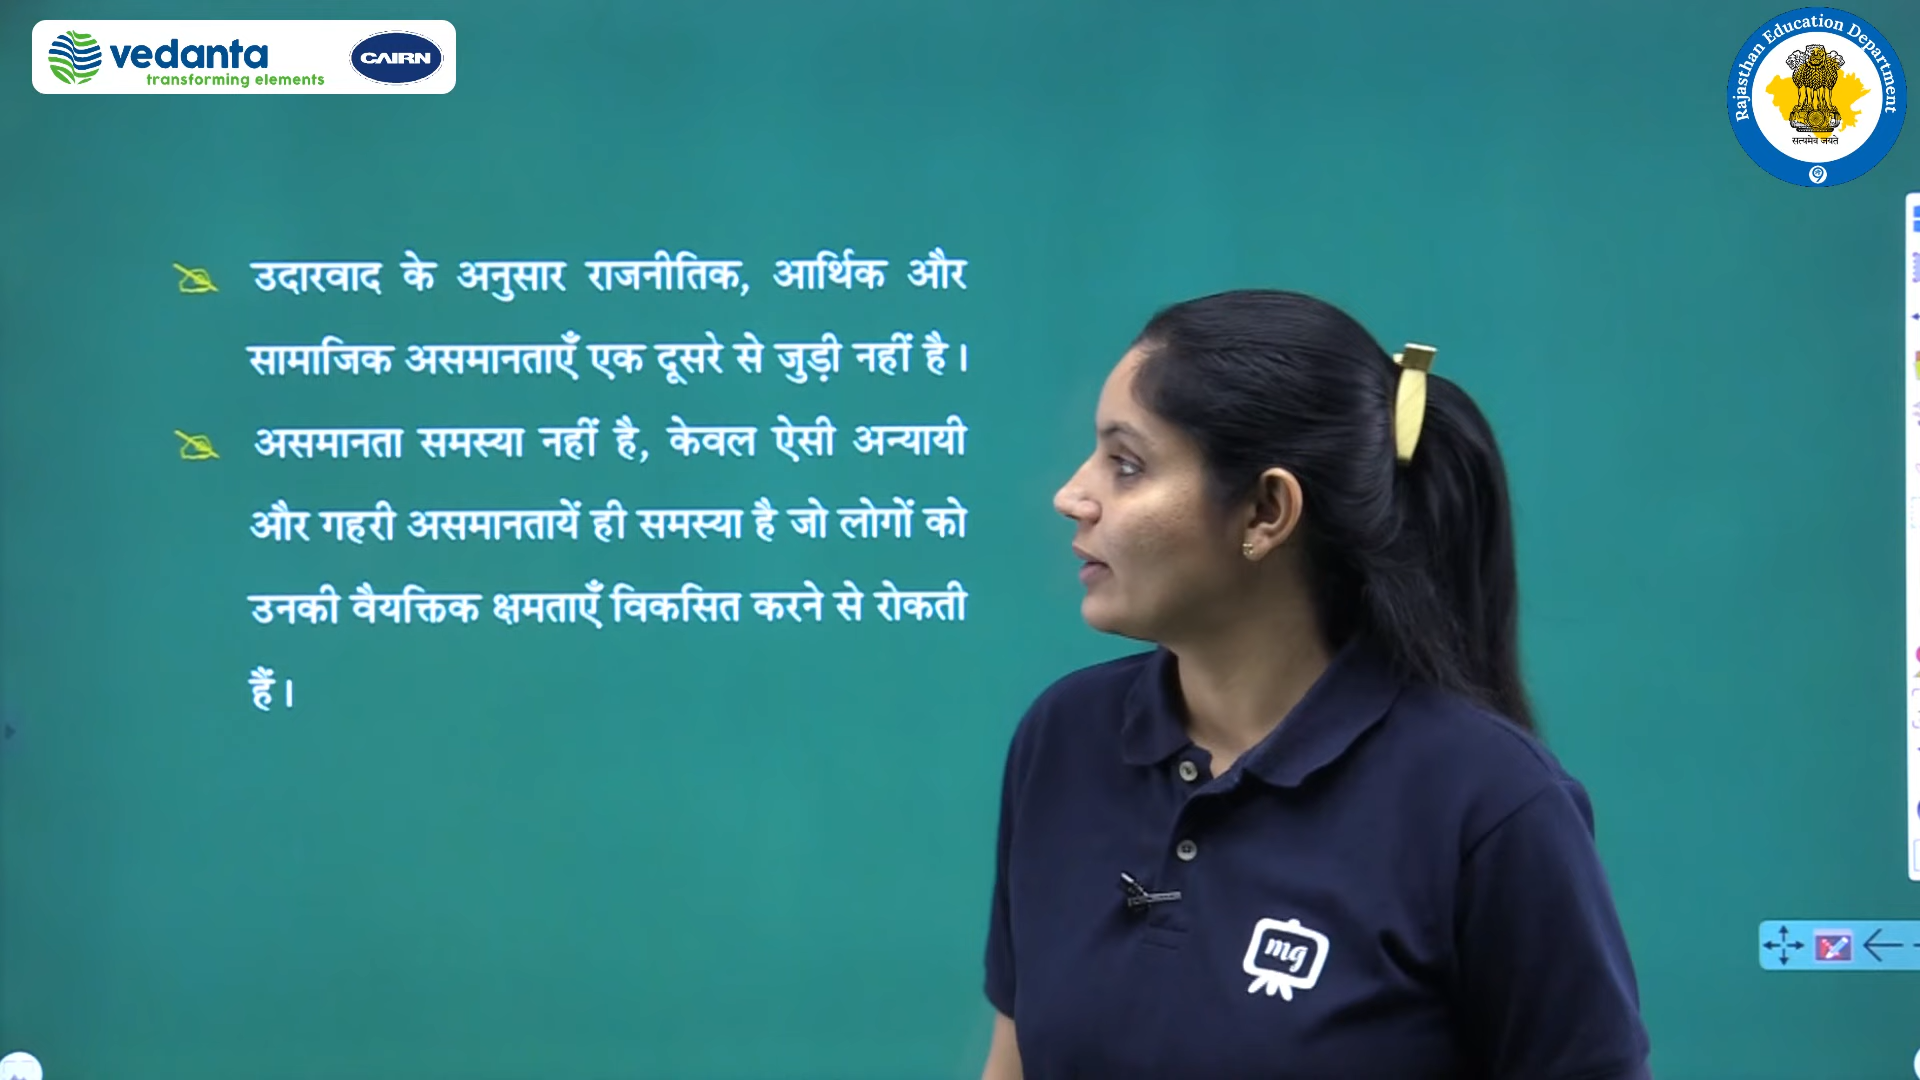 vedanta
transforming elements
CAIRN
Rajasthan Education Department
सत्यमेव जयते
उदारवाद के अनुसार राजनीतिक, आर्थिक और
सामाजिक असमानताएँ एक दूसरे से जुड़ी नहीं है।
असमानता समस्या नहीं है, केवल ऐसी अन्यायी
और गहरी असमानतायें ही समस्या है जो लोगों को
उनकी वैयक्तिक क्षमताएँ विकसित करने से रोकती
हैं।
mg